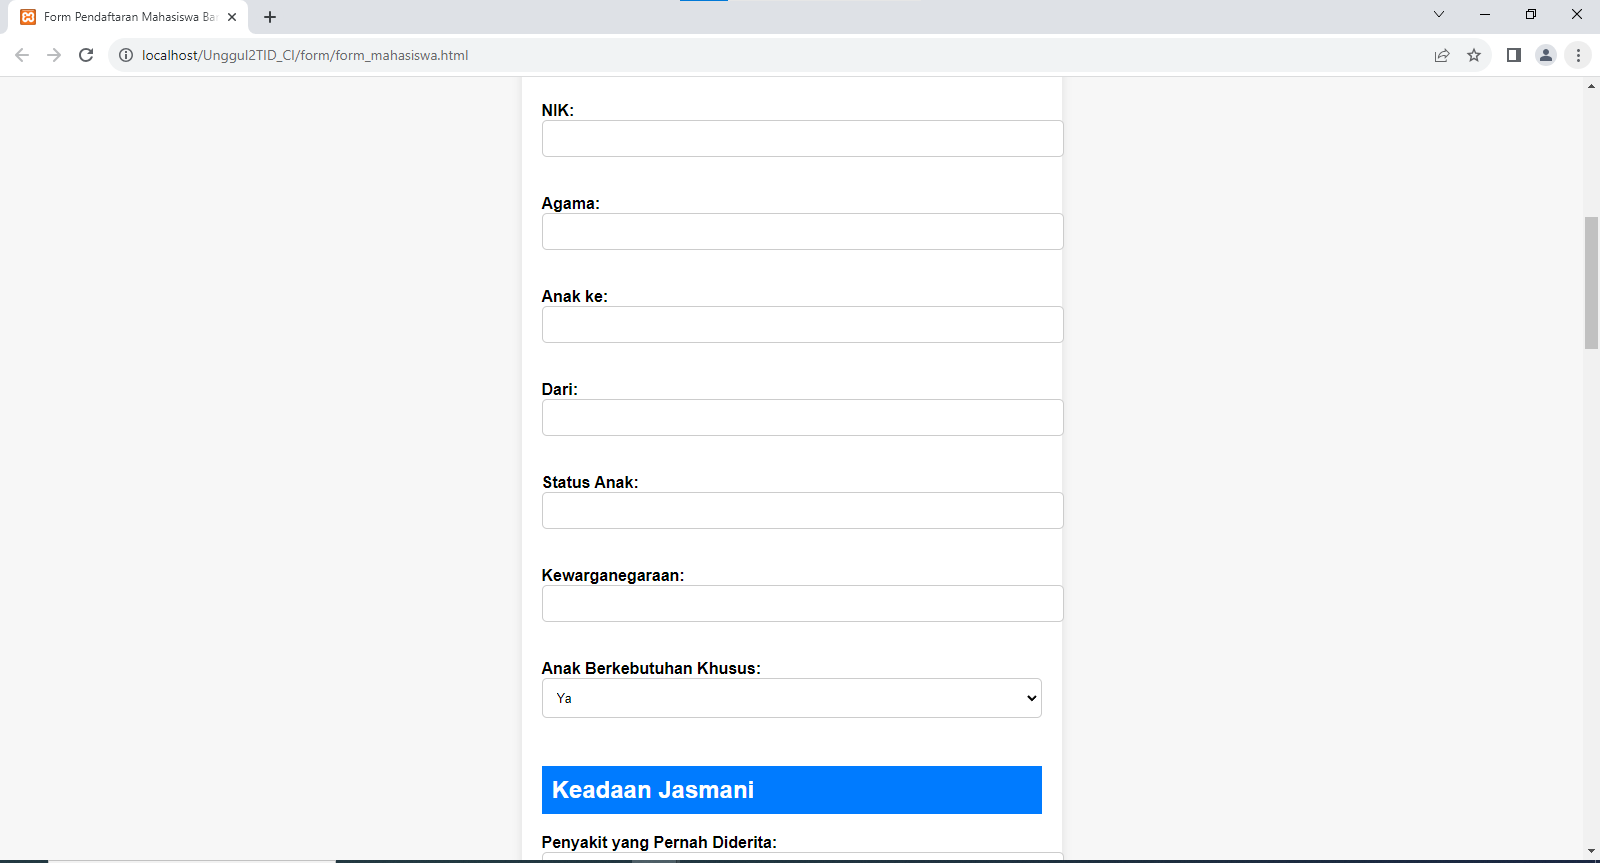 Form Pendaftaran Mahasiswa Ba
localhost/Unggul2TID_CI/form/form_mahasiswa.html
NIK:
Agama:
Anak ke:
Dari:
Status Anak:
Kewarganegaraan:
Anak Berkebutuhan Khusus:
Ya
Keadaan Jasmani
Penyakit yang Pernah Diderita: